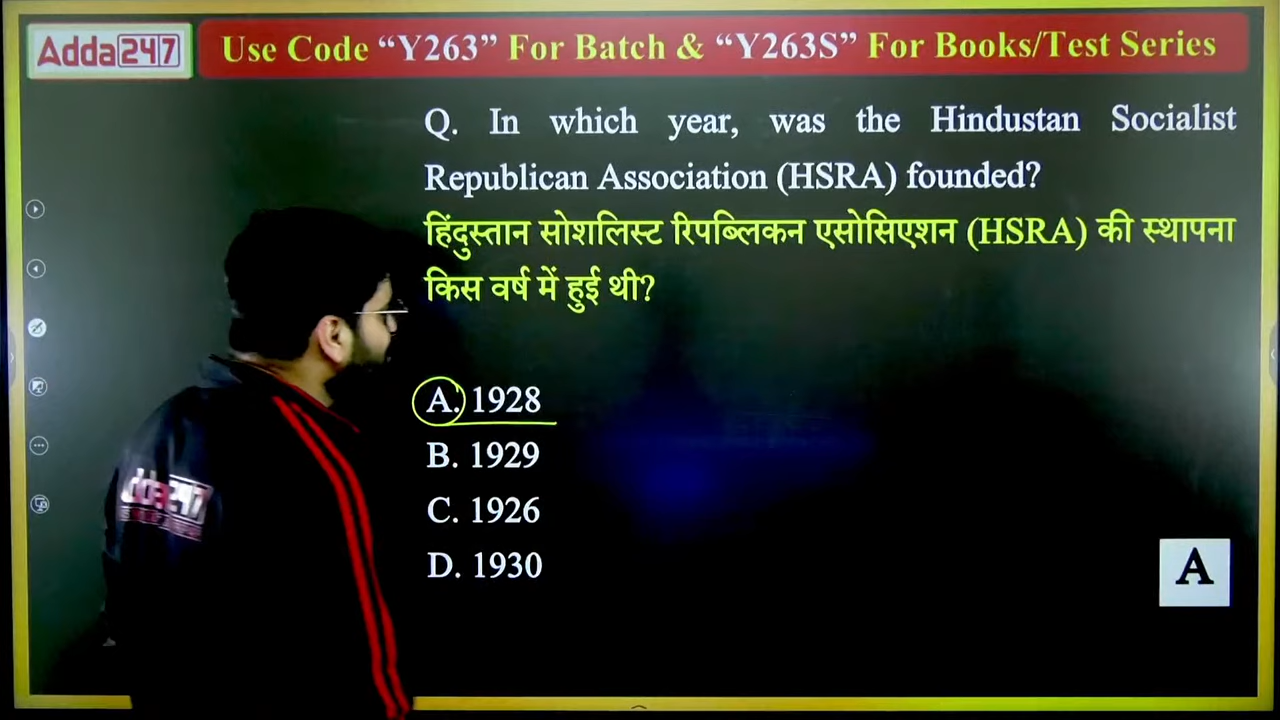 Adda247
Use Code “Y263” For Batch & “Y263S” For Books/Test Series
Q. In which year, was the Hindustan Socialist
Republican Association (HSRA) founded?
हिंदुस्तान सोशलिस्ट रिपब्लिकन एसोसिएशन (HSRA) की स्थापना
किस वर्ष में हुई थी?
A. 1928
B. 1929
C. 1926
D. 1930
A
adda247